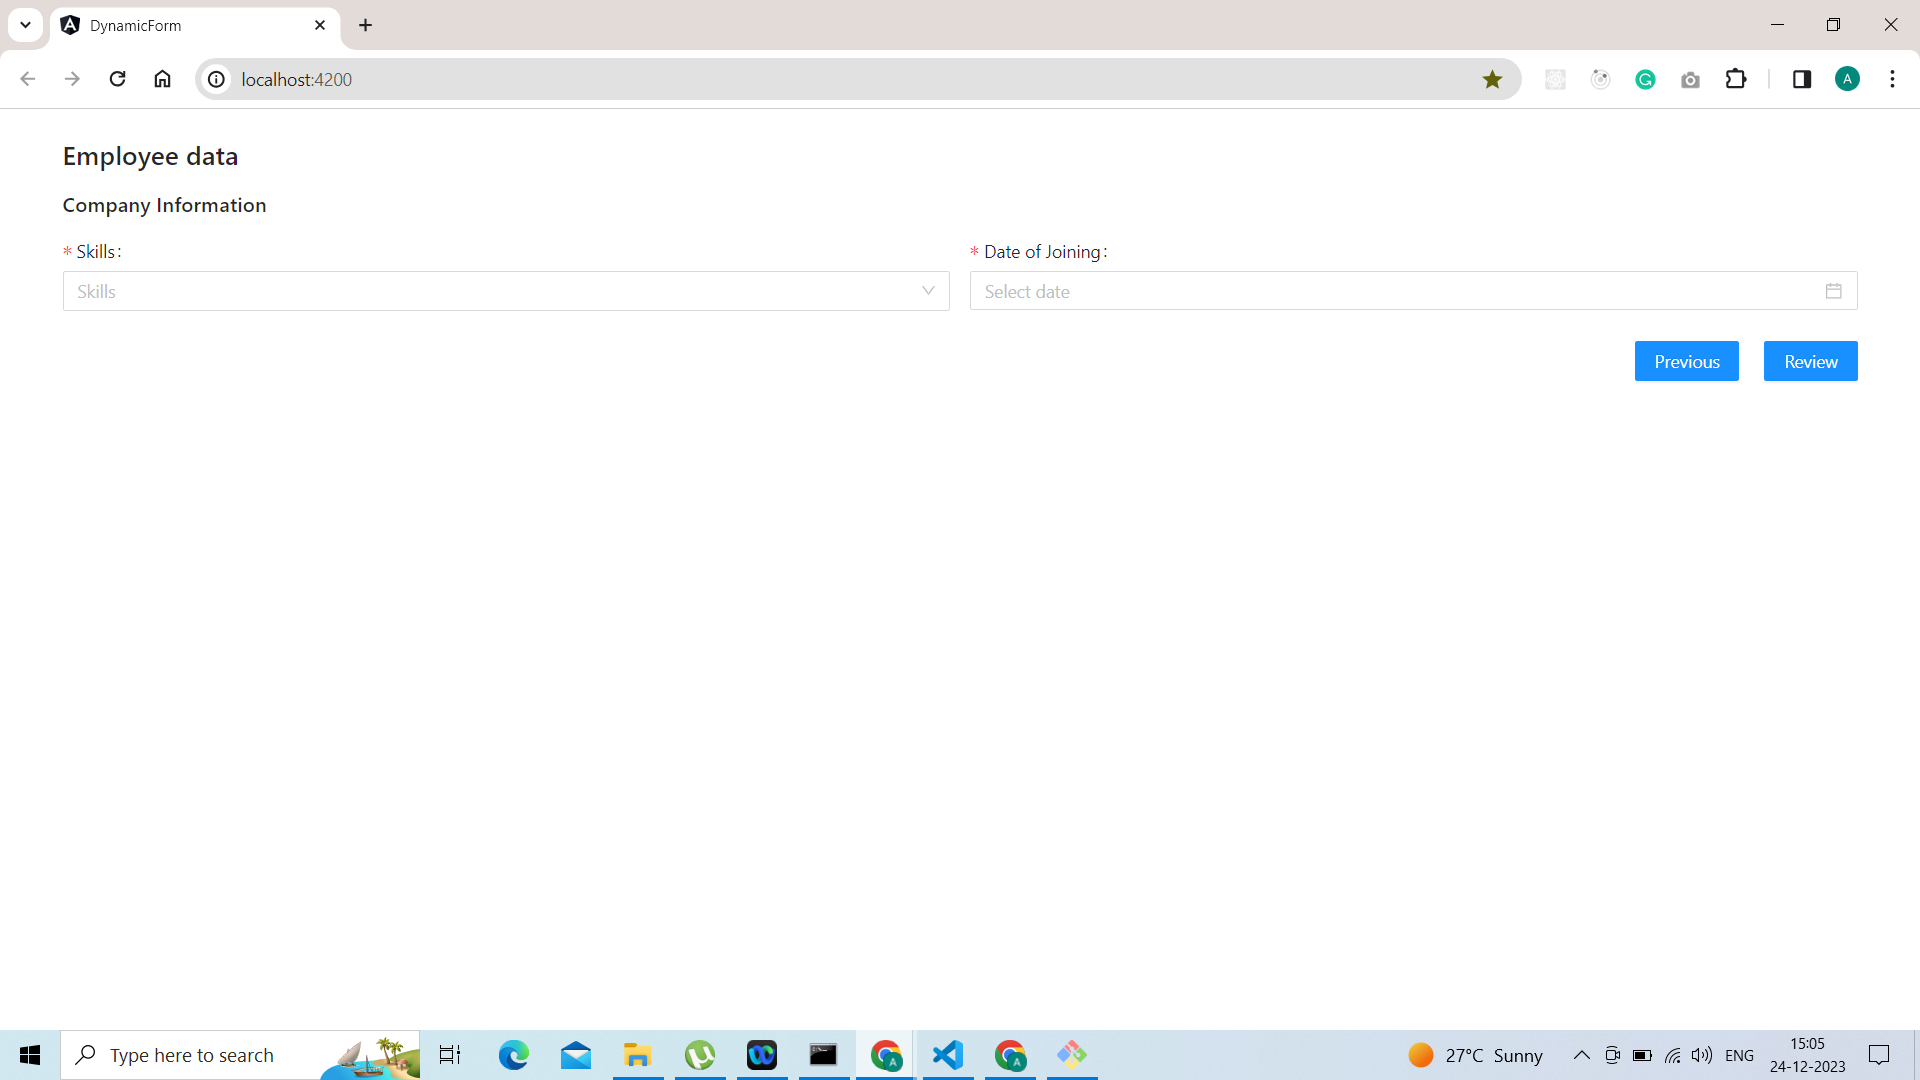 DynamicForm
localhost:4200
A
Employee data
Company Information
* Skills:
* Date of Joining:
Skills
Select date
Previous
Review
Type here to search
27°C Sunny
ENG
15:05
24-12-2023